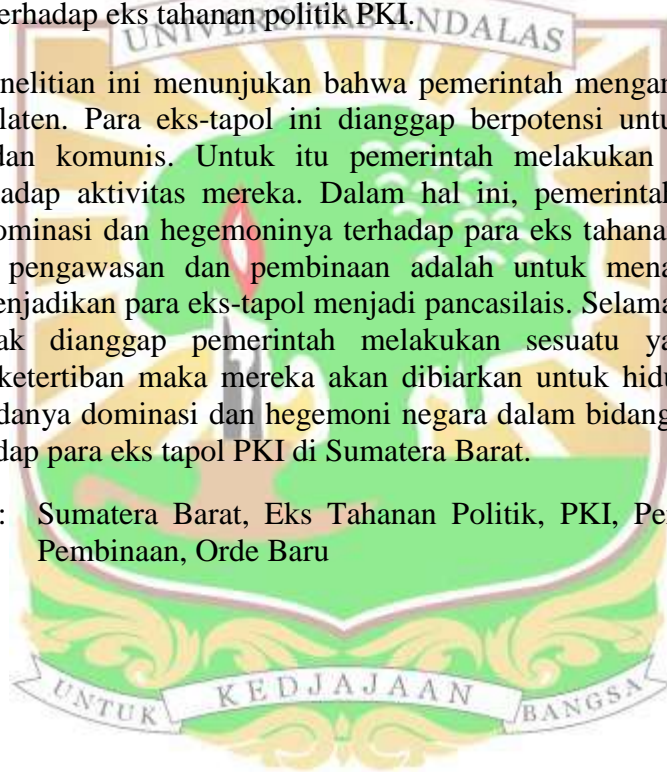 erhadap eks tahanan politik PKI.
UNIVERSITAS ANDALAS
nelitian ini menunjukan bahwa pemerintah mengan
laten. Para eks-tapol ini dianggap berpotensi untu
dan komunis. Untuk itu pemerintah melakukan
adap aktivitas mereka. Dalam hal ini, pemerintal
ominasi dan hegemoninya terhadap para eks tahana
pengawasan dan pembinaan adalah untuk mena
enjadikan para eks-tapol menjadi pancasilais. Selama
ak dianggap pemerintah melakukan sesuatu ya
ketertiban maka mereka akan dibiarkan untuk hidu
danya dominasi dan hegemoni negara dalam bidang
dap para eks tapol PKI di Sumatera Barat.
: Sumatera Barat, Eks Tahanan Politik, PKI, Pe
Pembinaan, Orde Baru
UNTUK KEDJAJAAN BANGSA